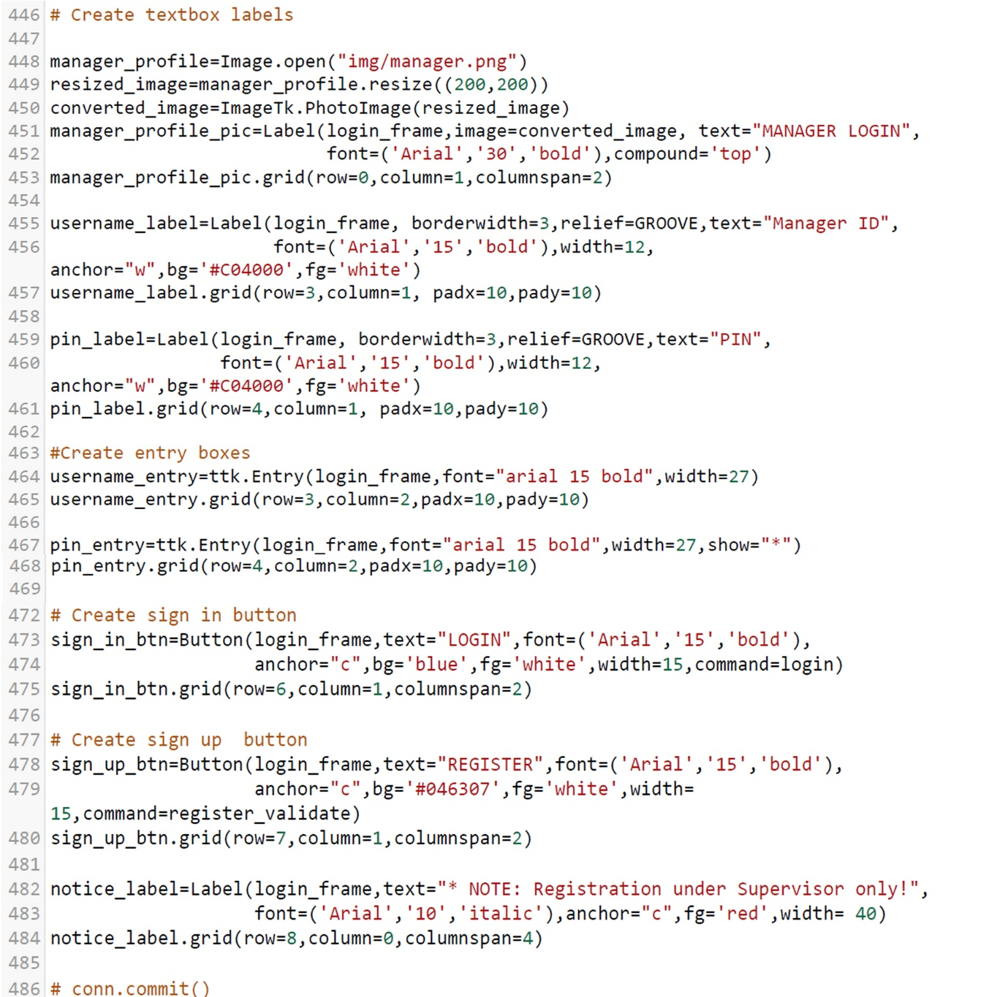 446 # Create textbox labels
447
448 manager_profile=Image.open("img/manager.png")
449 resized_image=manager_profile.resize((200,200))
450 converted_image=ImageTk.PhotoImage(resized_image)
451 manager_profile_pic=Label(login_frame,image=converted_image, text="MANAGER LOGIN",
452                           font=('Arial','30','bold'),compound='top')
453 manager_profile_pic.grid(row=0,column=1,columnspan=2)
454
455 username_label=Label(login_frame, borderwidth=3,relief=GROOVE,text="Manager ID",
456                      font=('Arial','15','bold'),width=12,
anchor="w",bg='#C04000',fg='white')
457 username_label.grid(row=3,column=1, padx=10,pady=10)
458
459 pin_label=Label(login_frame, borderwidth=3,relief=GROOVE,text="PIN",
460                 font=('Arial','15','bold'),width=12,
anchor="w",bg='#C04000',fg='white')
461 pin_label.grid(row=4,column=1, padx=10,pady=10)
462
463 #Create entry boxes
464 username_entry=ttk.Entry(login_frame,font="arial 15 bold",width=27)
465 username_entry.grid(row=3,column=2,padx=10,pady=10)
466
467 pin_entry=ttk.Entry(login_frame,font="arial 15 bold",width=27,show="*")
468 pin_entry.grid(row=4,column=2,padx=10,pady=10)
469
472 # Create sign in button
473 sign_in_btn=Button(login_frame,text="LOGIN",font=('Arial','15','bold'),
474                    anchor="c",bg='blue',fg='white',width=15,command=login)
475 sign_in_btn.grid(row=6,column=1,columnspan=2)
476
477 # Create sign up  button
478 sign_up_btn=Button(login_frame,text="REGISTER",font=('Arial','15','bold'),
479                    anchor="c",bg='#046307',fg='white',width=
15,command=register_validate)
480 sign_up_btn.grid(row=7,column=1,columnspan=2)
481
482 notice_label=Label(login_frame,text="* NOTE: Registration under Supervisor only!",
483                    font=('Arial','10','italic'),anchor="c",fg='red',width= 40)
484 notice_label.grid(row=8,column=0,columnspan=4)
485
486 # conn.commit()